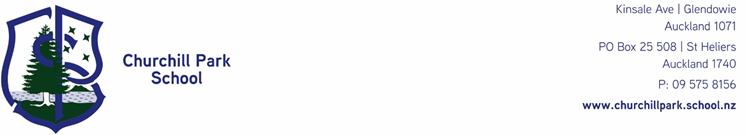 Churchill Park
School
Kinsale Ave | Glendowie
Auckland 1071
PO Box 25 508 | St Heliers
Auckland 1740
P: 09 575 8156
www.churchillpark.school.nz